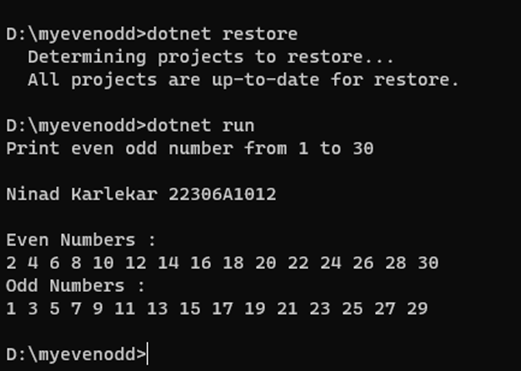 D:\myevenodd>dotnet restore
Determining projects to restore...
All projects are up-to-date for restore.
D:\myevenodd>dotnet run
Print even odd number from 1 to 30
Ninad Karlekar 22306A1012
Even Numbers :
2 4 6 8 10 12 14 16 18 20 22 24 26 28 30
Odd Numbers :
1 3 5 7 9 11 13 15 17 19 21 23 25 27 29
D:\myevenodd>